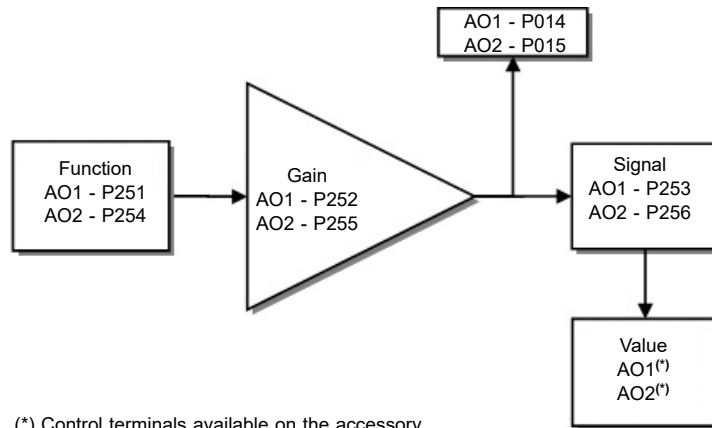 AO1 - P014
AO2 - P015
Function
AO1 - P251
AO2 - P254
Gain
AO1 - P252
AO2 - P255
Signal
AO1 - P253
AO2 - P256
Value
AO1(*)
AO2(*)
(*) Control terminals available on the accessory